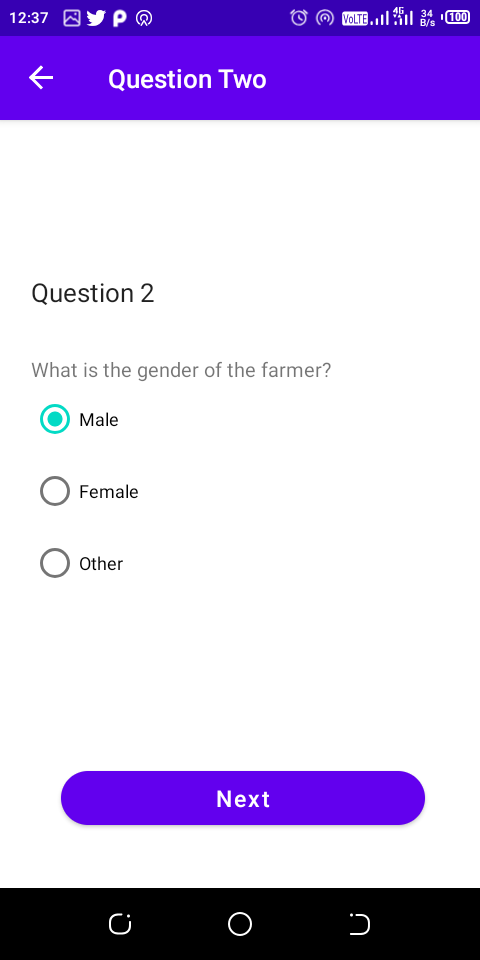 12:37 VoLTE 4G 34 B/s 100
Question Two
Question 2
What is the gender of the farmer?
Male
Female
Other
Next